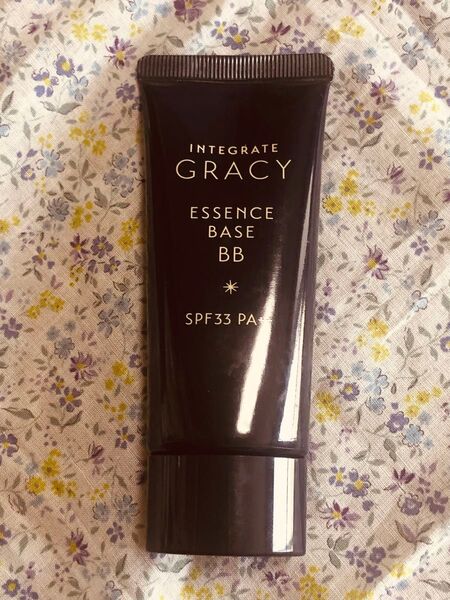 INTEGRATE
GRACY
ESSENCE
BASE
BB
SPF33 PA++